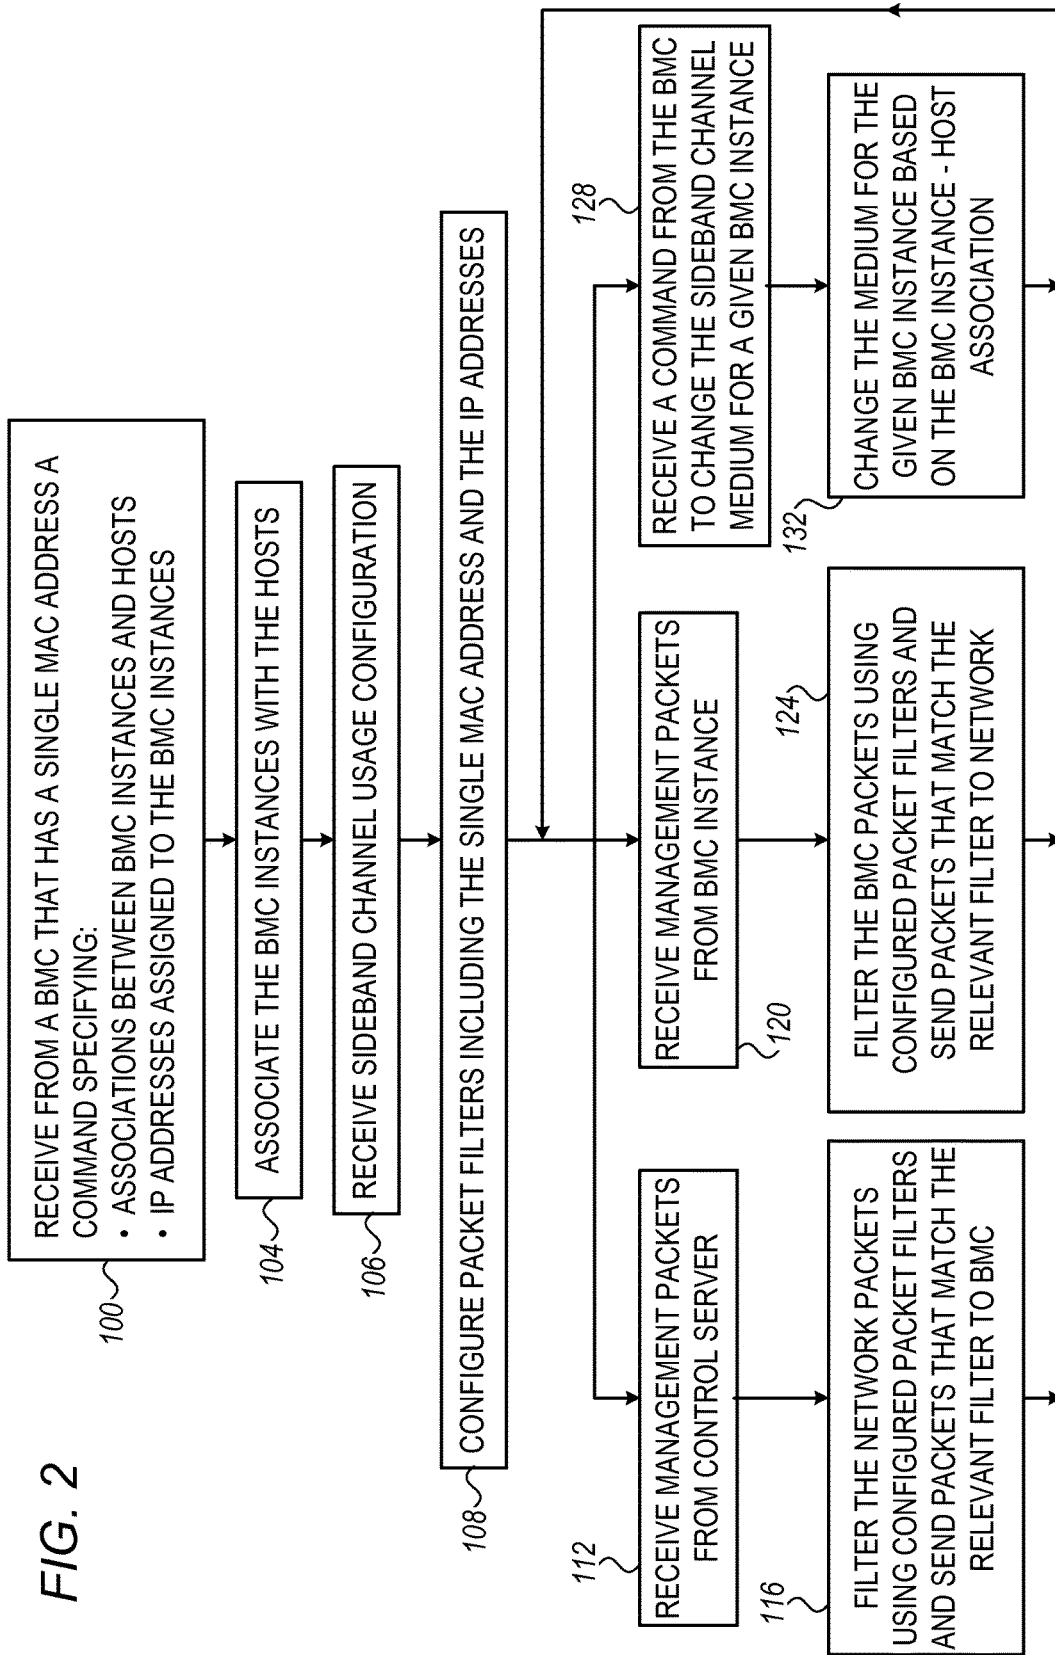 FIG. 2
RECEIVE FROM A BMC THAT HAS A SINGLE MAC ADDRESS A
COMMAND SPECIFYING:
• ASSOCIATIONS BETWEEN BMC INSTANCES AND HOSTS
• IP ADDRESSES ASSIGNED TO THE BMC INSTANCES
100
ASSOCIATE THE BMC INSTANCES WITH THE HOSTS
104
RECEIVE SIDEBAND CHANNEL USAGE CONFIGURATION
106
CONFIGURE PACKET FILTERS INCLUDING THE SINGLE MAC ADDRESS AND THE IP ADDRESSES
108
112
RECEIVE MANAGEMENT PACKETS
FROM CONTROL SERVER
116
FILTER THE NETWORK PACKETS
USING CONFIGURED PACKET FILTERS
AND SEND PACKETS THAT MATCH THE
RELEVANT FILTER TO BMC
RECEIVE MANAGEMENT PACKETS
FROM BMC INSTANCE
120
124
FILTER THE BMC PACKETS USING
CONFIGURED PACKET FILTERS AND
SEND PACKETS THAT MATCH THE
RELEVANT FILTER TO NETWORK
128
RECEIVE A COMMAND FROM THE BMC
TO CHANGE THE SIDEBAND CHANNEL
MEDIUM FOR A GIVEN BMC INSTANCE
132
CHANGE THE MEDIUM FOR THE
GIVEN BMC INSTANCE BASED
ON THE BMC INSTANCE - HOST
ASSOCIATION